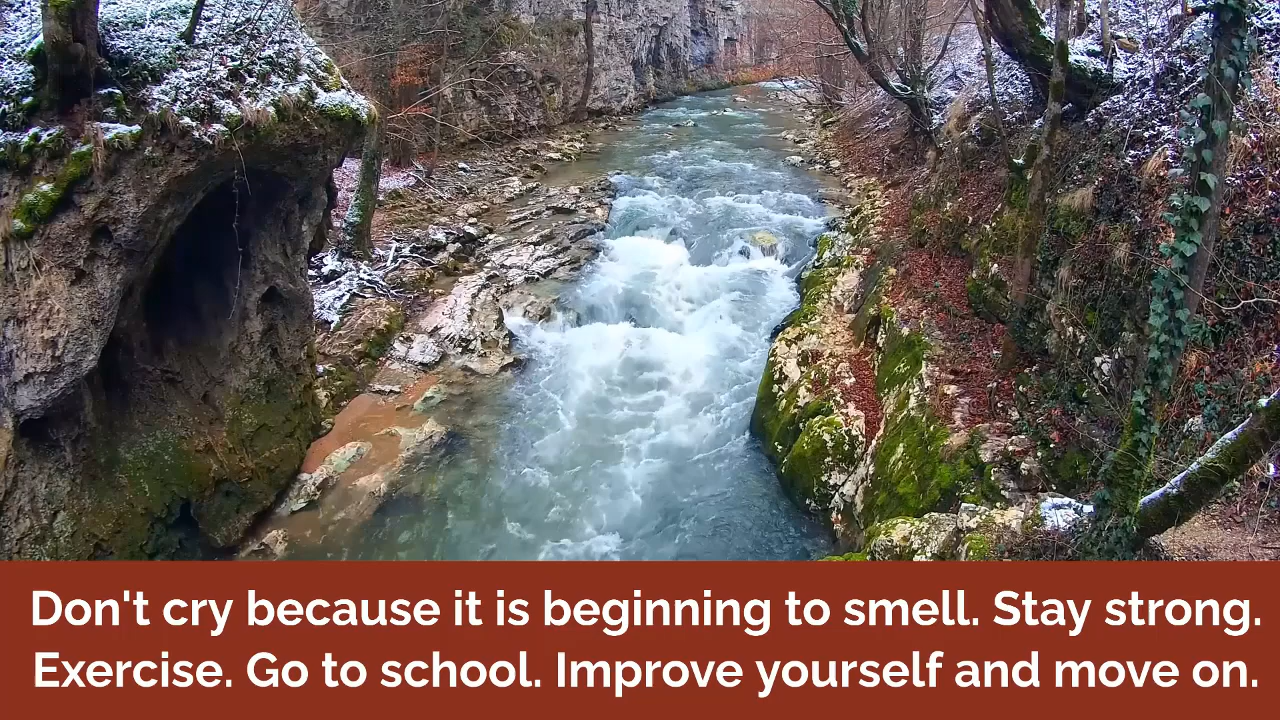 Don't cry because it is beginning to smell. Stay strong.
Exercise. Go to school. Improve yourself and move on.